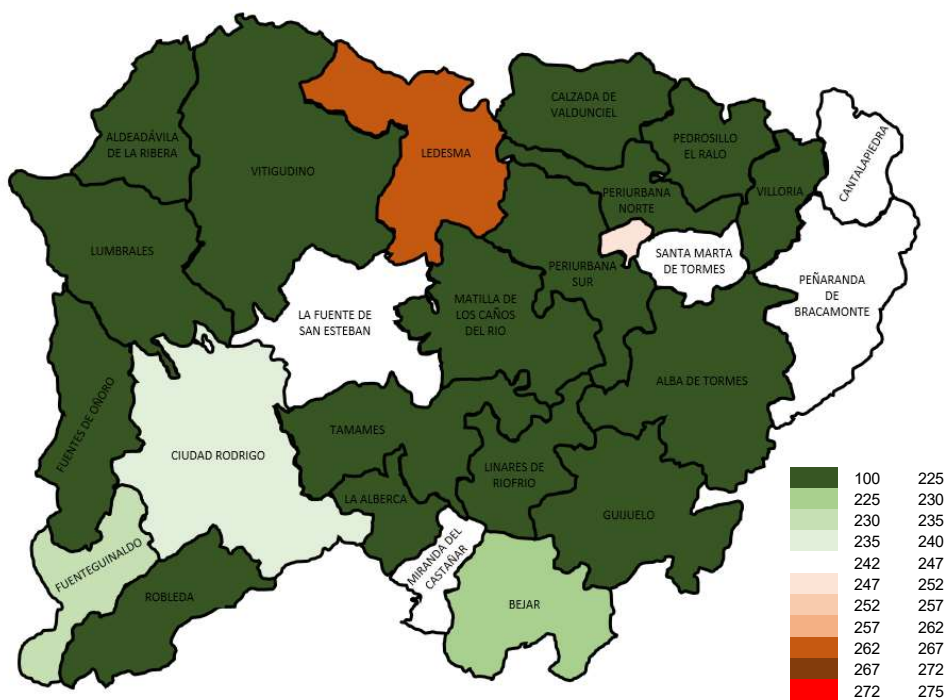 CALZADA DE
VALDUNCIEL
ALDEADÁVILA
DE LA RIBERA
VITIGUDINO
LEDESMA
PEDROSILLO
EL RALO
CANTALAPIEDRA
VILLORIA
PERIURBANA
NORTE
LUMBRALES
SANTA MARTA
DE TORMES
PERIURBANA
SUR
PEÑARANDA
DE
BRACAMONTE
LA FUENTE DE
SAN ESTEBAN
MATILLA DE
LOS CAÑOS
DEL RIO
ALBA DE TORMES
FUENTES DE OÑORO
TAMAMES
CIUDAD RODRIGO
LINARES DE
RIOFRIO
LA ALBERCA
GUIJUELO
MIRANDA DEL
CASTAÑAR
FUENTEGUINALDO
ROBLEDA
BEJAR
100 225
225 230
230 235
235 240
242 247
247 252
252 257
257 262
262 267
267 272
272 275